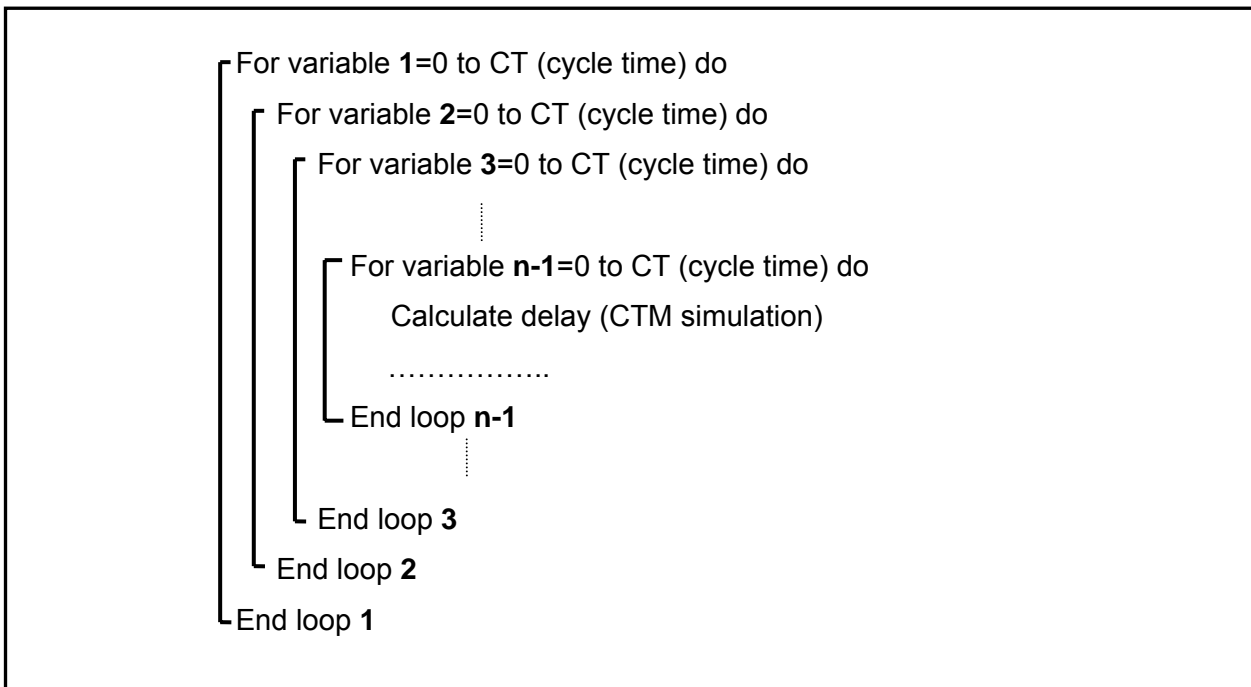 For variable 1=0 to CT (cycle time) do
For variable 2=0 to CT (cycle time) do
For variable 3=0 to CT (cycle time) do
For variable n-1=0 to CT (cycle time) do
Calculate delay (CTM simulation)
……………..
End loop n-1
End loop 3
End loop 2
End loop 1